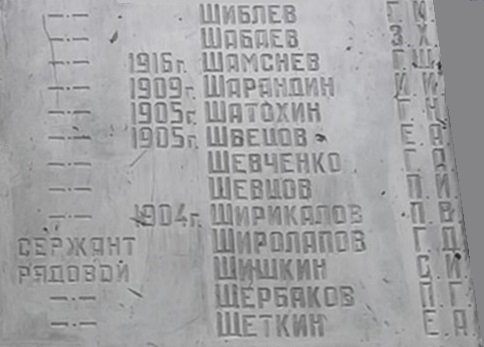 —"— ШИБЛЕВ Г.И.
—"— ШАБАЕВ З.Х.
—"— 1916г. ШАМСНЕВ Г.Ш.
—"— 1909г. ШАРАНДИН И.И.
—"— 1905г. ШАТОХИН Г.Н.
—"— 1905г. ШВЕЦОВ Е.А.
—"— ШЕВЧЕНКО Г.А.
—"— ШЕВЦОВ П.И.
—"— 1904г. ШИРИКАЛОВ П.В.
СЕРЖАНТ ШИРОЛАПОВ Г.Д.
РЯДОВОЙ ШИШКИН С.И.
—"— ЩЕРБАКОВ П.Г.
—"— ЩЕТКИН Е.А.